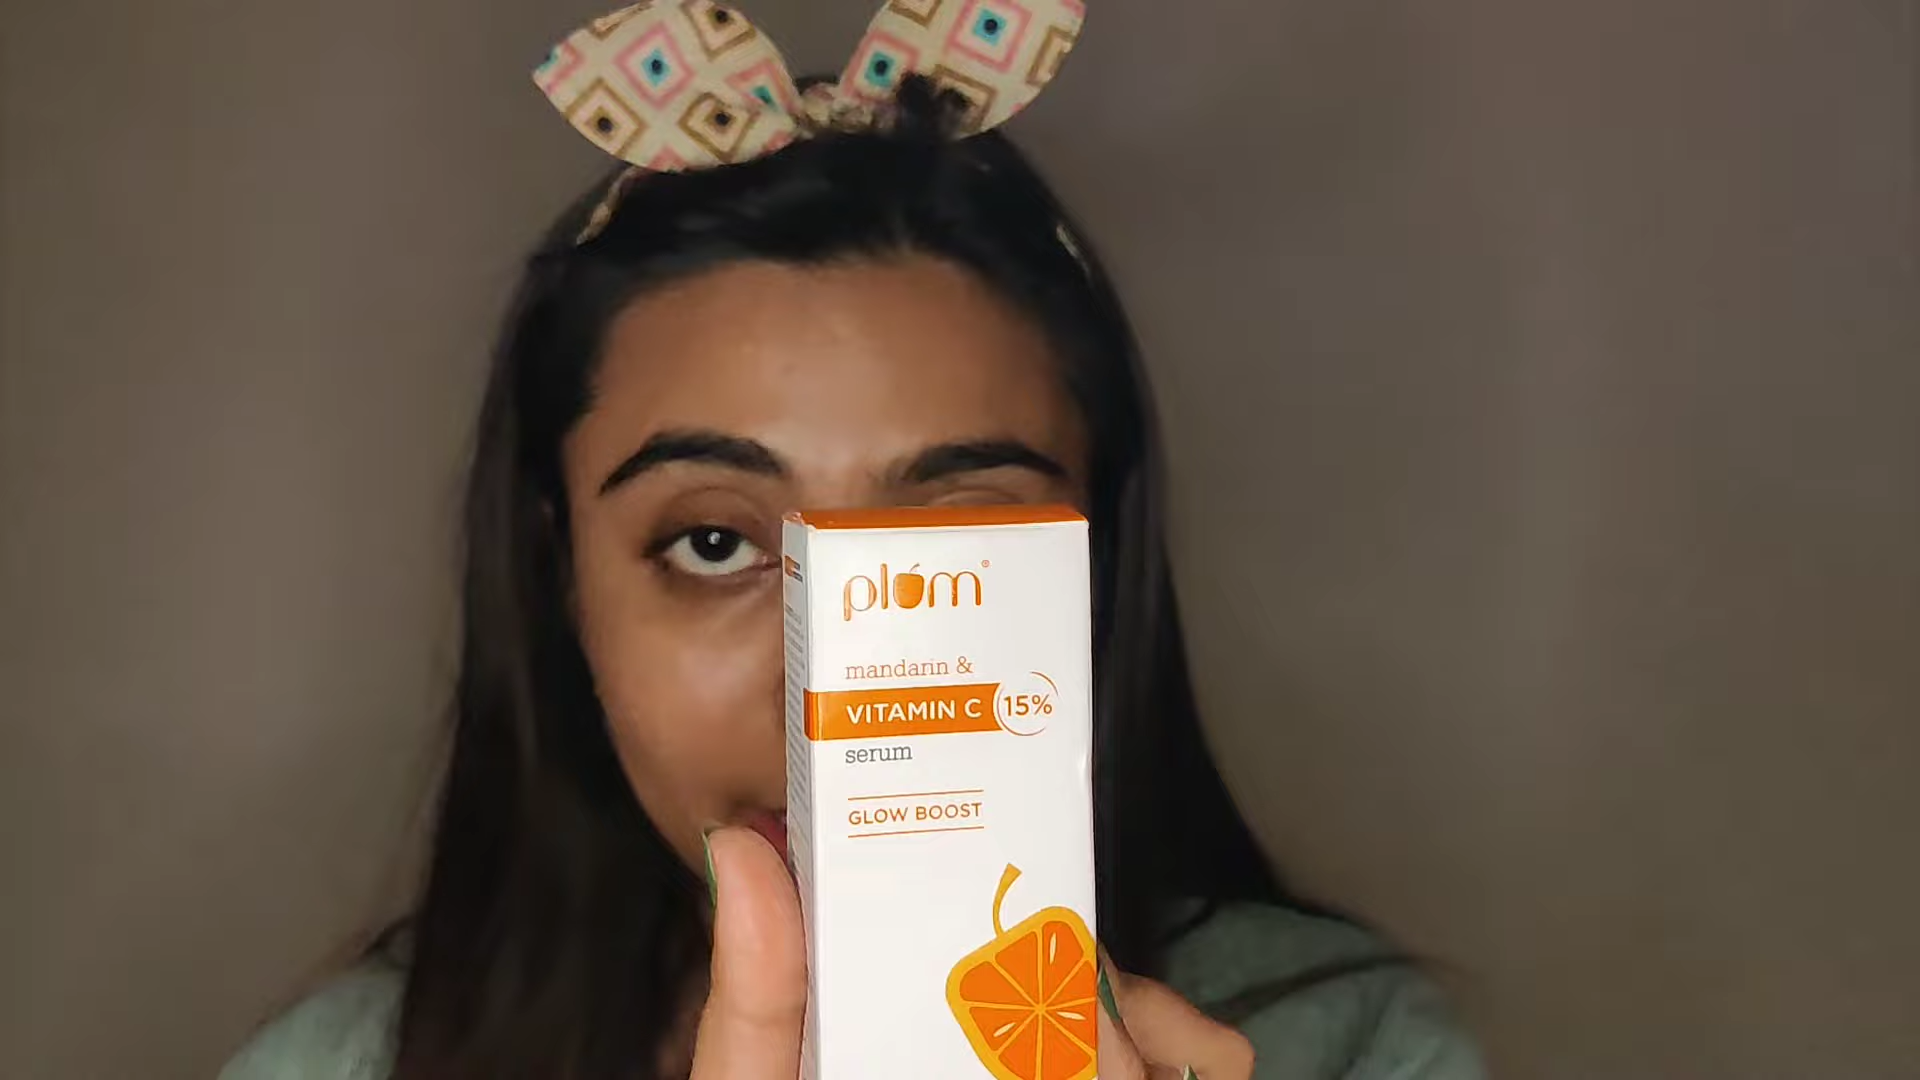 plum®
mandarin &
VITAMIN C 15%
serum
GLOW BOOST